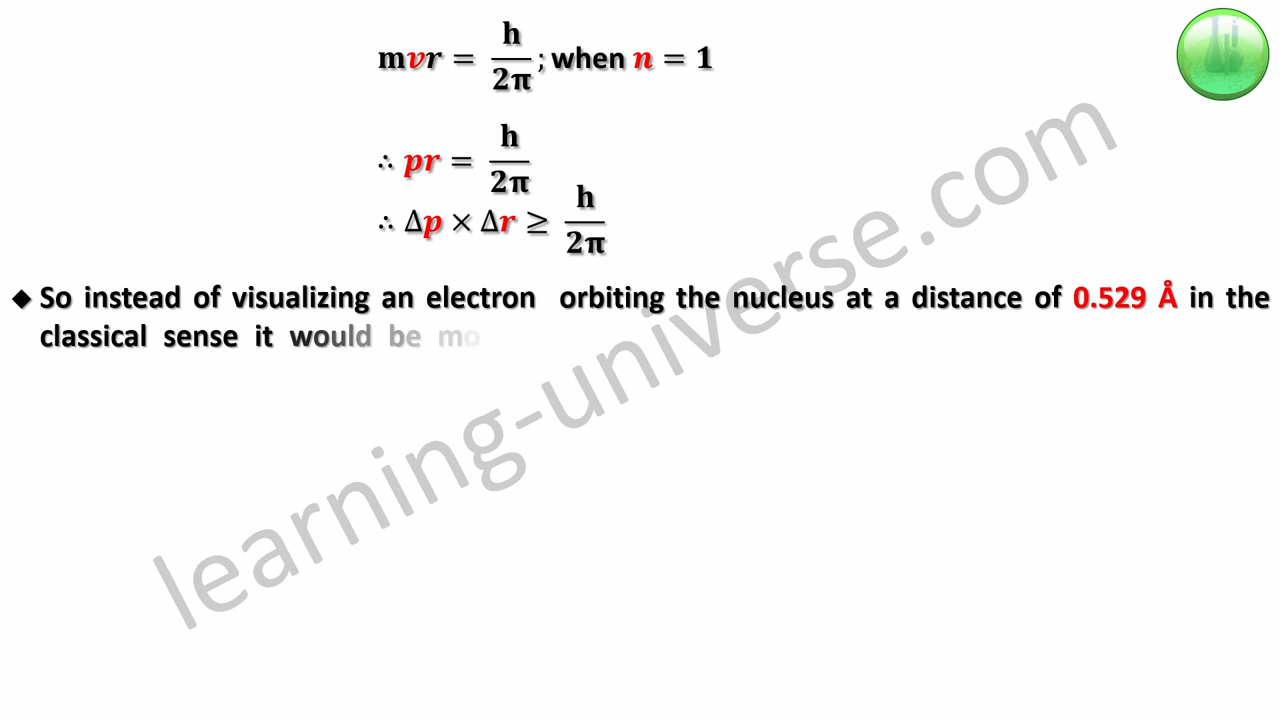 mvr = h/2π ; when n = 1
∴ pr = h/2π
∴ Δp × Δr ≥ h/2π
◆ So instead of visualizing an electron orbiting the nucleus at a distance of 0.529 Å in the
classical sense it would be mo
learning-universe.com